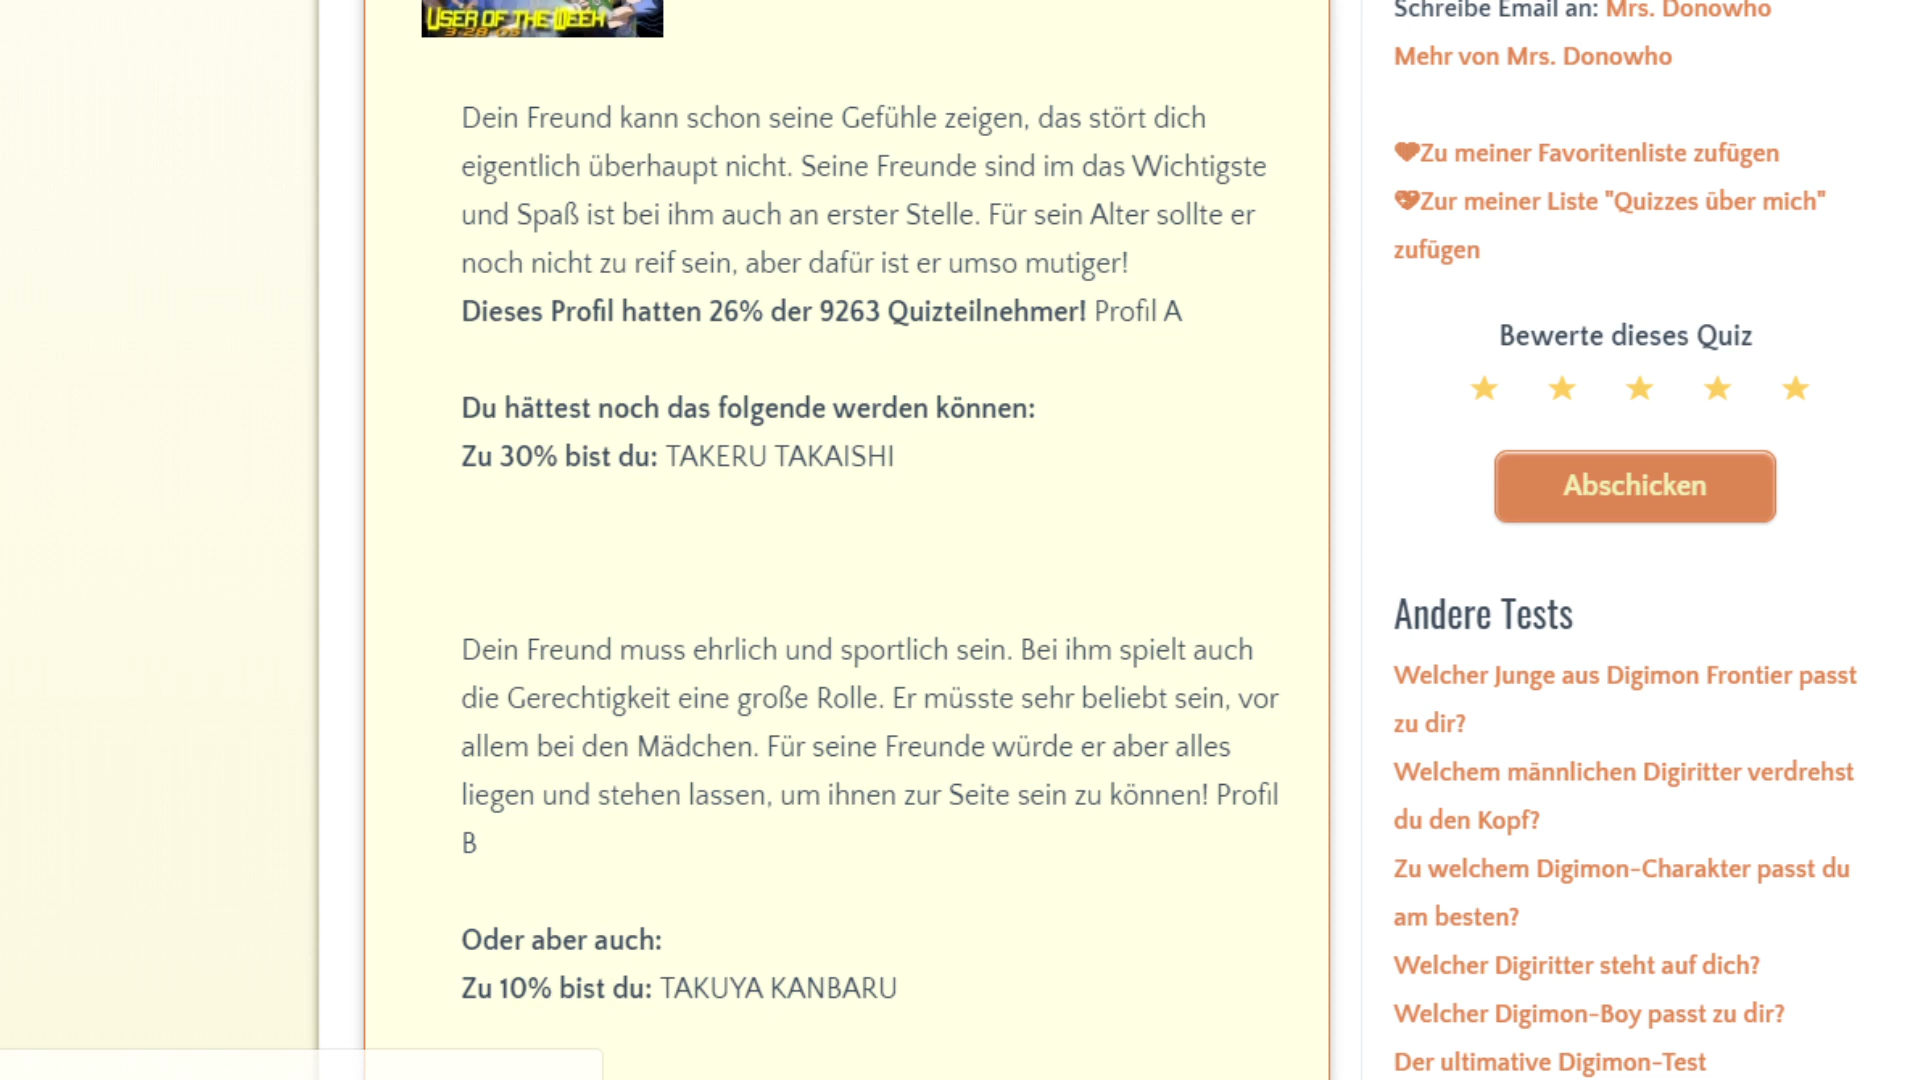 USER OF THE WEEK
3-28-05
Dein Freund kann schon seine Gefühle zeigen, das stört dich
eigentlich überhaupt nicht. Seine Freunde sind im das Wichtigste
und Spaß ist bei ihm auch an erster Stelle. Für sein Alter sollte er
noch nicht zu reif sein, aber dafür ist er umso mutiger!
Dieses Profil hatten 26% der 9263 Quizteilnehmer! Profil A
Du hättest noch das folgende werden können:
Zu 30% bist du: TAKERU TAKAISHI
Dein Freund muss ehrlich und sportlich sein. Bei ihm spielt auch
die Gerechtigkeit eine große Rolle. Er müsste sehr beliebt sein, vor
allem bei den Mädchen. Für seine Freunde würde er aber alles
liegen und stehen lassen, um ihnen zur Seite sein zu können! Profil
B
Oder aber auch:
Zu 10% bist du: TAKUYA KANBARU
Schreibe Email an: Mrs. Donowho
Mehr von Mrs. Donowho
Zu meiner Favoritenliste zufügen
Zur meiner Liste "Quizzes über mich"
zufügen
Bewerte dieses Quiz
Abschicken
Andere Tests
Welcher Junge aus Digimon Frontier passt
zu dir?
Welchem männlichen Digiritter verdrehst
du den Kopf?
Zu welchem Digimon-Charakter passt du
am besten?
Welcher Digiritter steht auf dich?
Welcher Digimon-Boy passt zu dir?
Der ultimative Digimon-Test